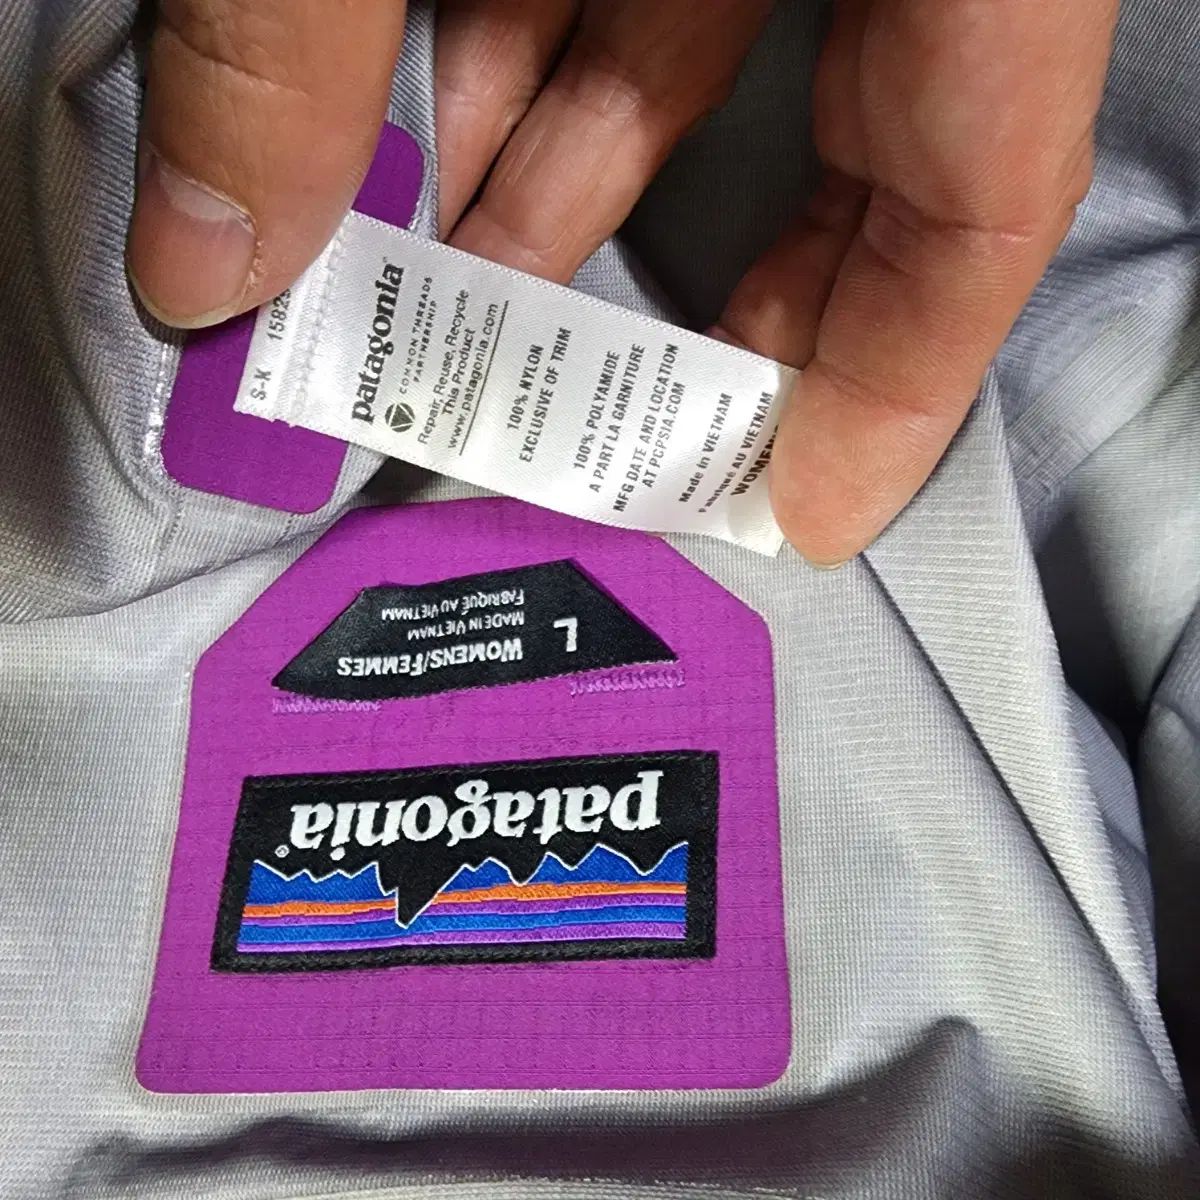 S-K
patagonia®
COMMON THREADS
PARTNERSHIP
Repair, Reuse, Recycle
This Product
www.patagonia.com
100% NYLON
EXCLUSIVE OF TRIM
100% POLYAMIDE
A PART LA GARNITURE
MFG DATE AND LOCATION
AT PCPSIA.COM
Made in VIETNAM
Fabriqué AU VIETNAM
L
WOMENS/FEMMES
MADE IN VIETNAM
FABRIQUÉ AU VIETNAM
patagonia®